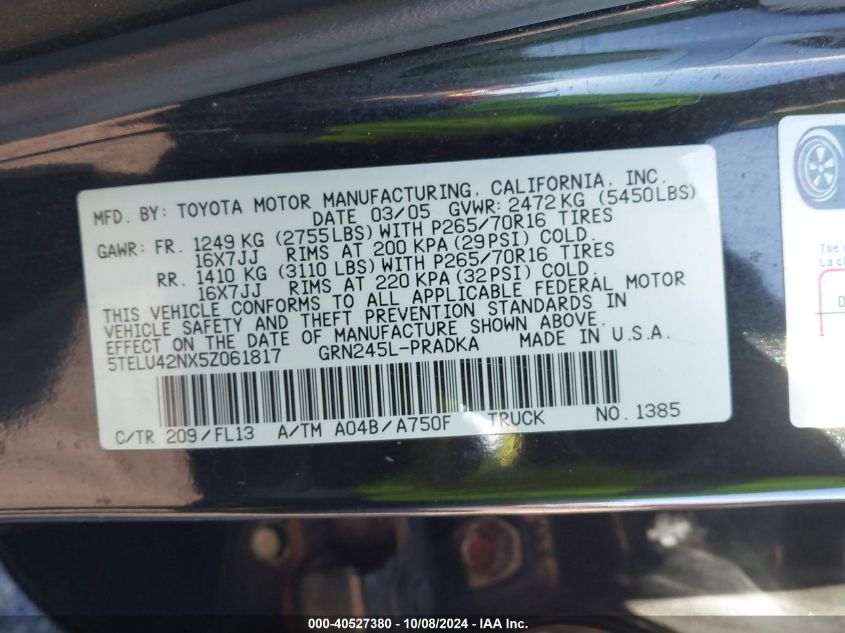 MFD. BY: TOYOTA MOTOR MANUFACTURING, CALIFORNIA, INC.
DATE 03/05 GVWR: 2472 KG (5450LBS)
GAWR: FR. 1249 KG (2755LBS) WITH P265/70R16 TIRES
16X7JJ RIMS AT 200 KPA (29PSI) COLD.
RR. 1410 KG (3110 LBS) WITH P265/70R16 TIRES
16X7JJ RIMS AT 220 KPA (32PSI) COLD.
THIS VEHICLE CONFORMS TO ALL APPLICABLE FEDERAL MOTOR
VEHICLE SAFETY AND THEFT PREVENTION STANDARDS IN
EFFECT ON THE DATE OF MANUFACTURE SHOWN ABOVE.
5TELU42NX5Z061817 GRN245L-PRADKA MADE IN U.S.A.
C/TR 209/FL13 A/TM A04B/A750F TRUCK NO. 1385
The
La
000-40527380 - 10/08/2024 - IAA Inc.